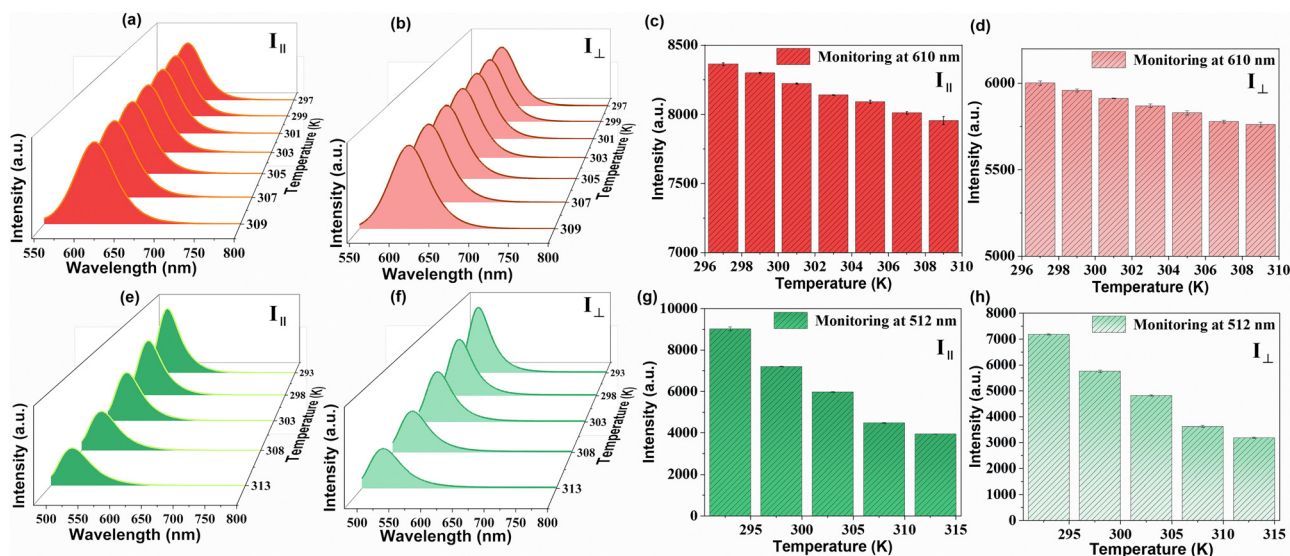 (a)
I∥
297
299
301
303
305
307
309
Temperature (K)
Intensity (a.u.)
550 600 650 700 750 800
Wavelength (nm)
(b)
I⊥
297
299
301
303
305
307
309
Temperature (K)
Intensity (a.u.)
550 600 650 700 750 800
Wavelength (nm)
(c)
Monitoring at 610 nm
I∥
8500
8000
7500
7000
Intensity (a.u.)
296 298 300 302 304 306 308 310
Temperature (K)
(d)
Monitoring at 610 nm
I⊥
6000
5500
5000
Intensity (a.u.)
296 298 300 302 304 306 308 310
Temperature (K)
(e)
I∥
293
298
303
308
313
Temperature (K)
Intensity (a.u.)
500 550 600 650 700 750 800
Wavelength (nm)
(f)
I⊥
293
298
303
308
313
Temperature (K)
Intensity (a.u.)
500 550 600 650 700 750 800
Wavelength (nm)
(g)
Monitoring at 512 nm
I∥
10000
8000
6000
4000
2000
0
Intensity (a.u.)
295 300 305 310 315
Temperature (K)
(h)
Monitoring at 512 nm
I⊥
8000
7000
6000
5000
4000
3000
2000
1000
0
Intensity (a.u.)
295 300 305 310 315
Temperature (K)